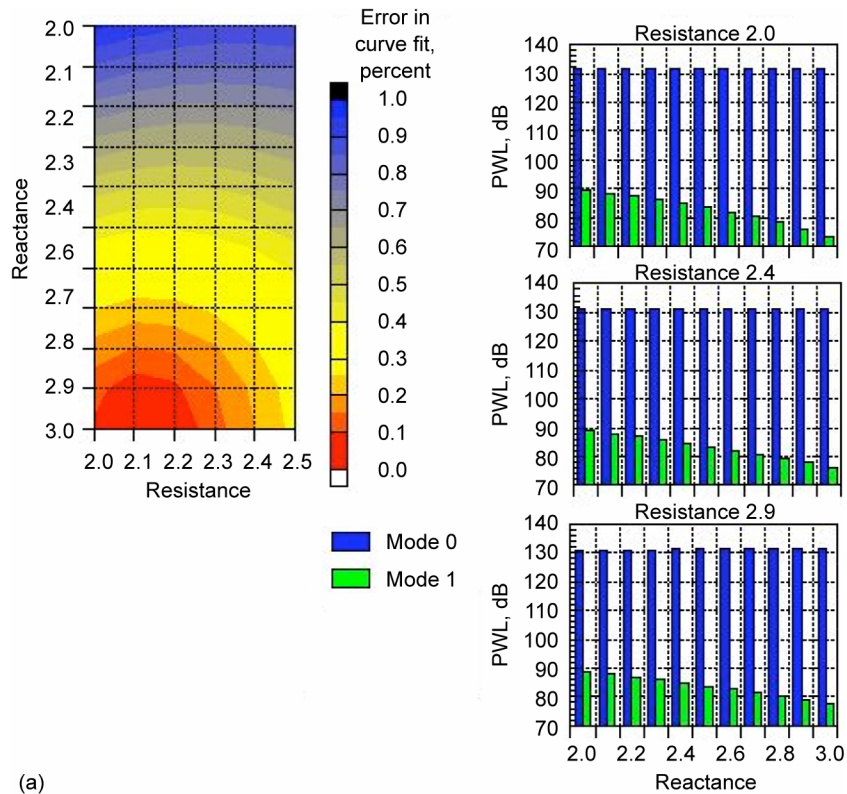 Error in
curve fit,
percent
1.0
0.9
0.8
0.7
0.6
0.5
0.4
0.3
0.2
0.1
0.0
Reactance
2.0
2.1
2.2
2.3
2.4
2.6
2.7
2.8
2.9
3.0
2.0 2.1 2.2 2.3 2.4 2.5
Resistance
Mode 0
Mode 1
Resistance 2.0
PWL, dB
140
130
120
110
100
90
80
70
Resistance 2.4
PWL, dB
140
130
120
110
100
90
80
70
Resistance 2.9
PWL, dB
140
130
120
110
100
90
80
70
2.0 2.2 2.4 2.6 2.8 3.0
Reactance
(a)